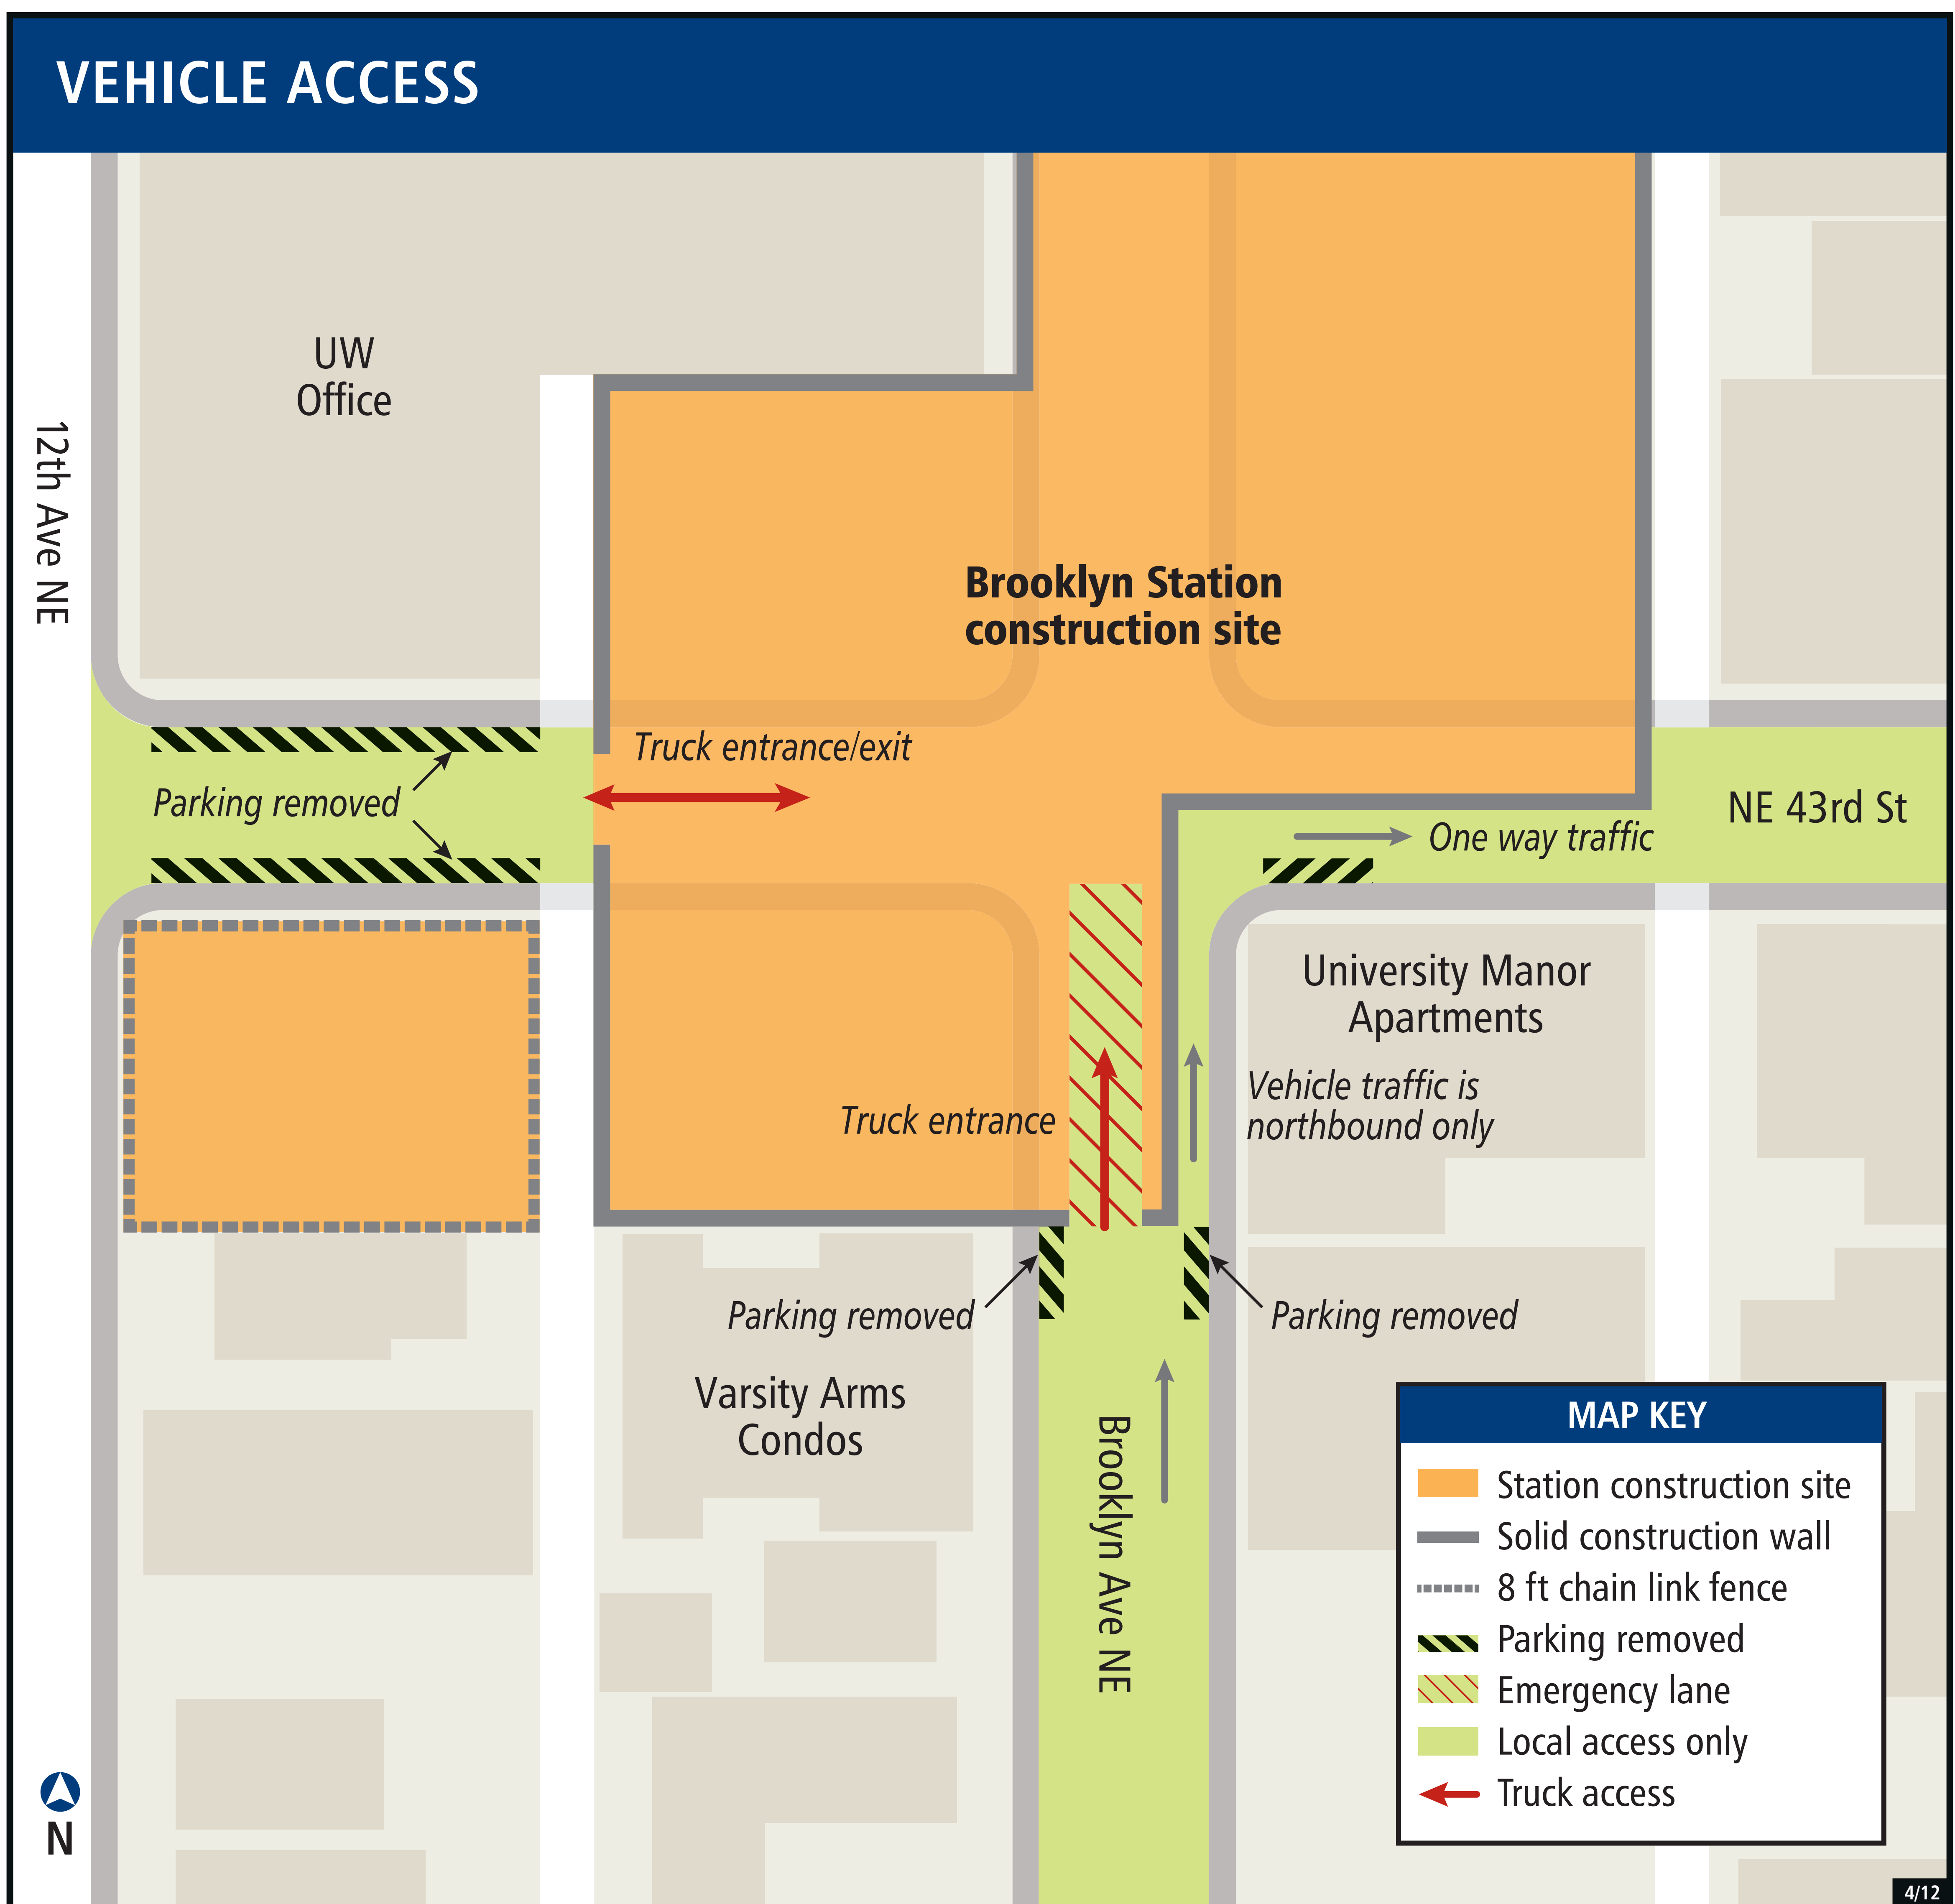 VEHICLE ACCESS
UW
Office
12th Ave NE
Brooklyn Station
construction site
Truck entrance/exit
Parking removed
NE 43rd St
One way traffic
University Manor
Apartments
Vehicle traffic is
northbound only
Truck entrance
Parking removed
Parking removed
Varsity Arms
Condos
Brooklyn Ave NE
MAP KEY
Station construction site
Solid construction wall
8 ft chain link fence
Parking removed
Emergency lane
Local access only
Truck access
N
4/12